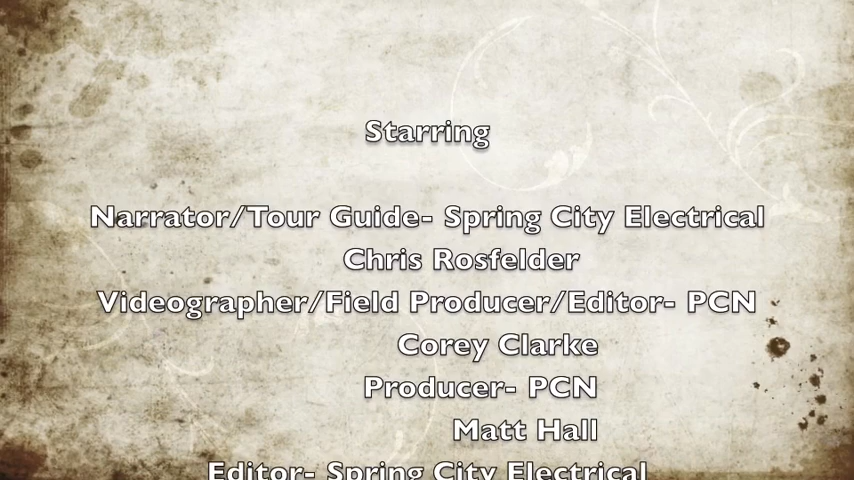 Starring
Narrator/Tour Guide- Spring City Electrical
Chris Rosfelder
Videographer/Field Producer/Editor- PCN
Corey Clarke
Producer- PCN
Matt Hall
Editor- Spring City Electrical